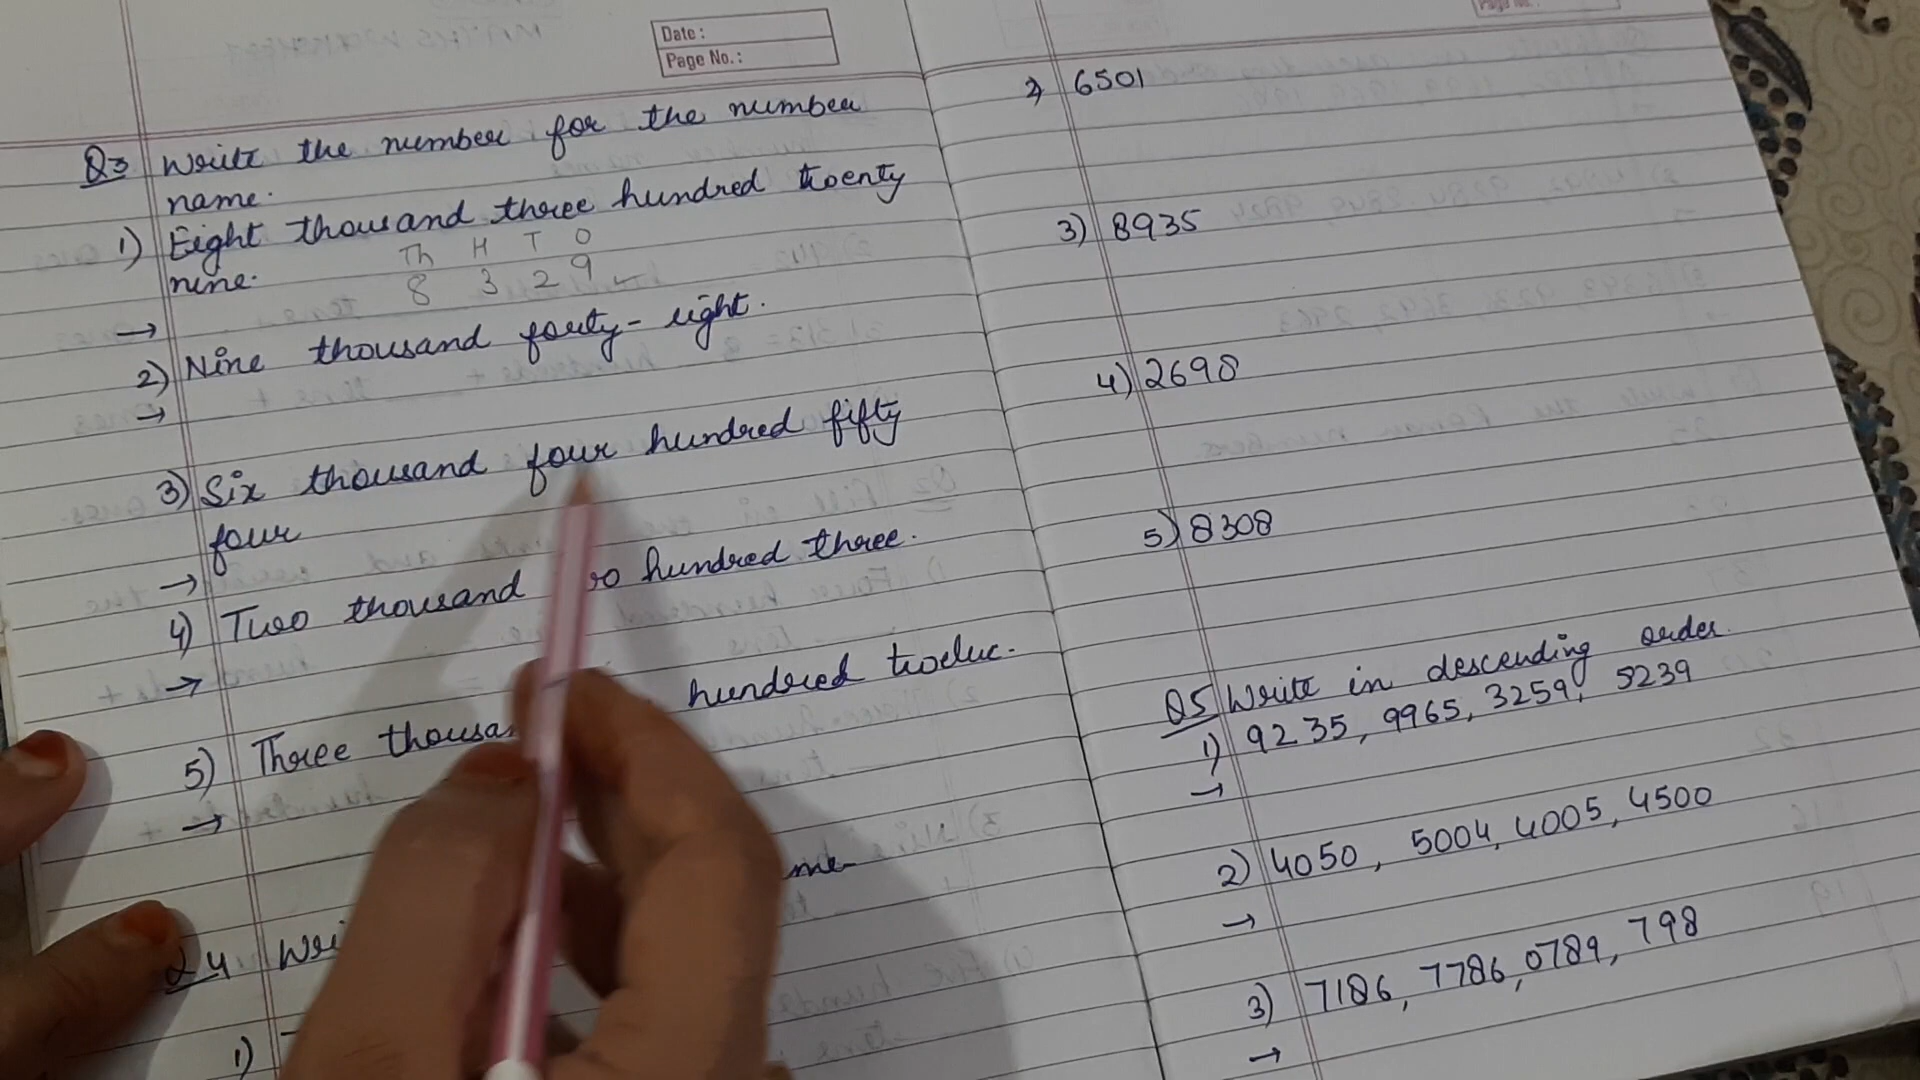 Date :
Page No. :
Q3 Write the number for the number
name.
1) Eight thousand three hundred twenty
nine.
Th H T O
8 3 2 9
→
2) Nine thousand forty-eight.
→
3) Six thousand four hundred fifty
four
→
4) Two thousand hundred three.
→
5) Three hundred twelve.
→
Q4
1)
2) 6501
3) 8935
4) 2698
5) 8308
Q5 Write in descending order.
1) 9235, 9965, 3259, 5239
→
2) 4050, 5004, 4005, 4500
→
3) 7186, 7786, 0789, 798
→